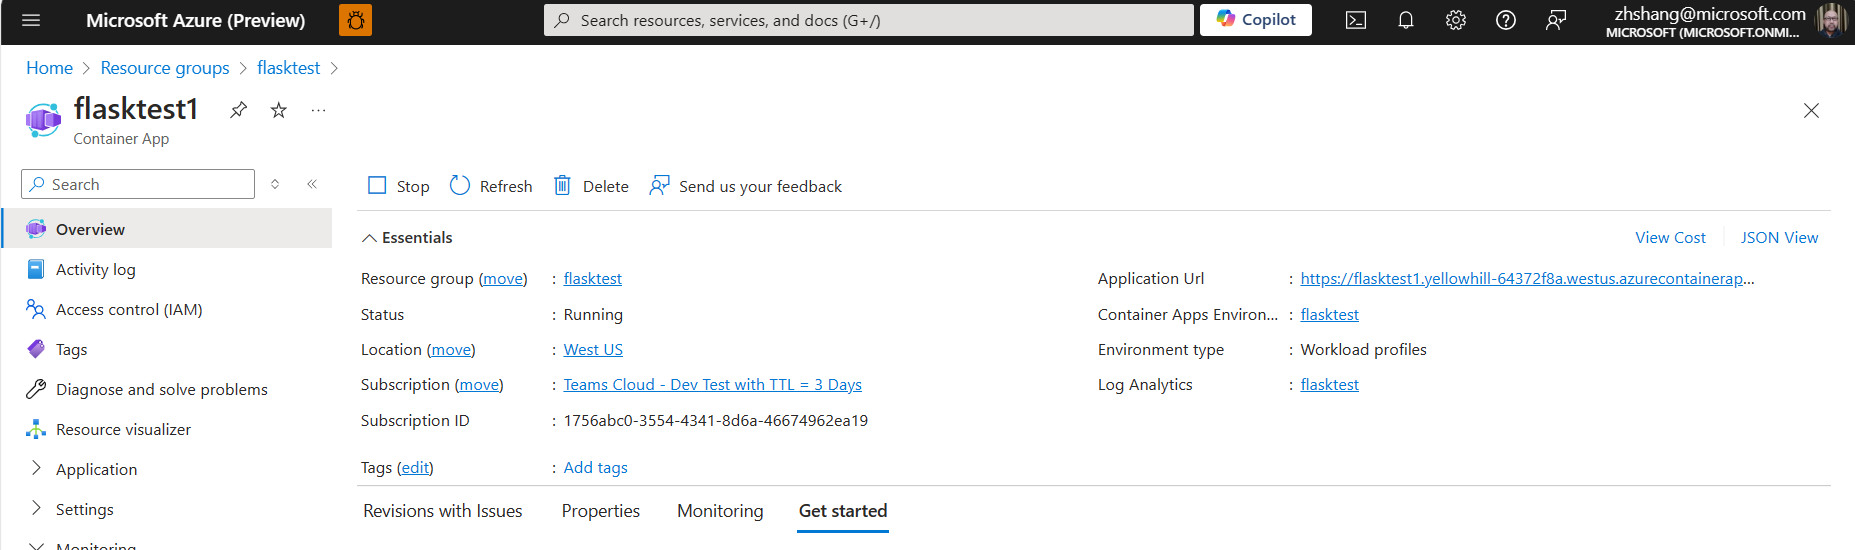 Microsoft Azure (Preview)
Search resources, services, and docs (G+/)
Copilot
zhshang@microsoft.com
MICROSOFT (MICROSOFT.ONMI...
Home > Resource groups > flasktest >
flasktest1
Container App
Search
Stop
Refresh
Delete
Send us your feedback
Overview
Activity log
Access control (IAM)
Tags
Diagnose and solve problems
Resource visualizer
Application
Settings
Monitoring
Essentials
View Cost
JSON View
Resource group (move) : flasktest
Status : Running
Location (move) : West US
Subscription (move) : Teams Cloud - Dev Test with TTL = 3 Days
Subscription ID : 1756abc0-3554-4341-8d6a-46674962ea19
Tags (edit) : Add tags
Application Url : https://flasktest1.yellowhill-64372f8a.westus.azurecontainerap...
Container Apps Environ... : flasktest
Environment type : Workload profiles
Log Analytics : flasktest
Revisions with Issues
Properties
Monitoring
Get started